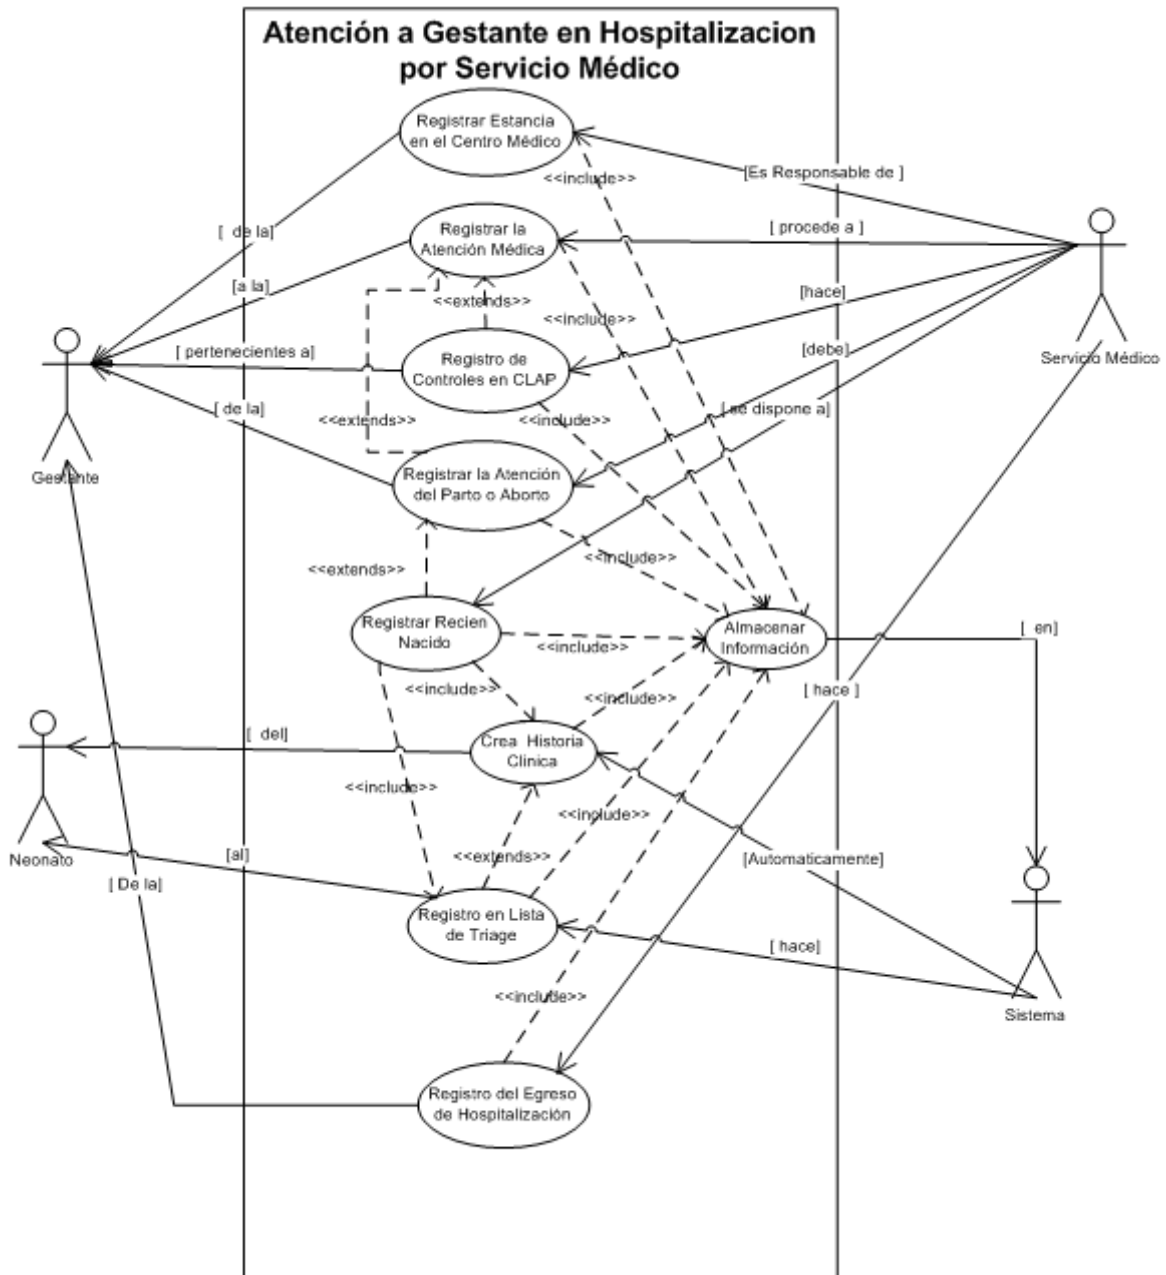 Atención a Gestante en Hospitalizacion
por Servicio Médico
Registrar Estancia
en el Centro Médico
<<include>>
[Es Responsable de ]
[ de la]
Registrar la
Atención Médica
[ procede a ]
[a la]
<<extends>>
<<include>>
[hace]
[ pertenecientes a]
Registro de
Controles en CLAP
[debe]
Servicio Médico
[ de la]
<<extends>>
<<include>>
[ se dispone a]
Gestante
Registrar la Atención
del Parto o Aborto
<<include>>
<<extends>>
Registrar Recien
Nacido
<<include>>
Almacenar
Información
[ en]
<<include>>
<<include>>
[ hace ]
[ del]
Crea Historia
Clinica
<<include>>
<<include>>
Neonato
[al]
<<extends>>
[Automaticamente]
[ De la]
Registro en Lista
de Triage
[ hace]
<<include>>
Sistema
Registro del Egreso
de Hospitalización